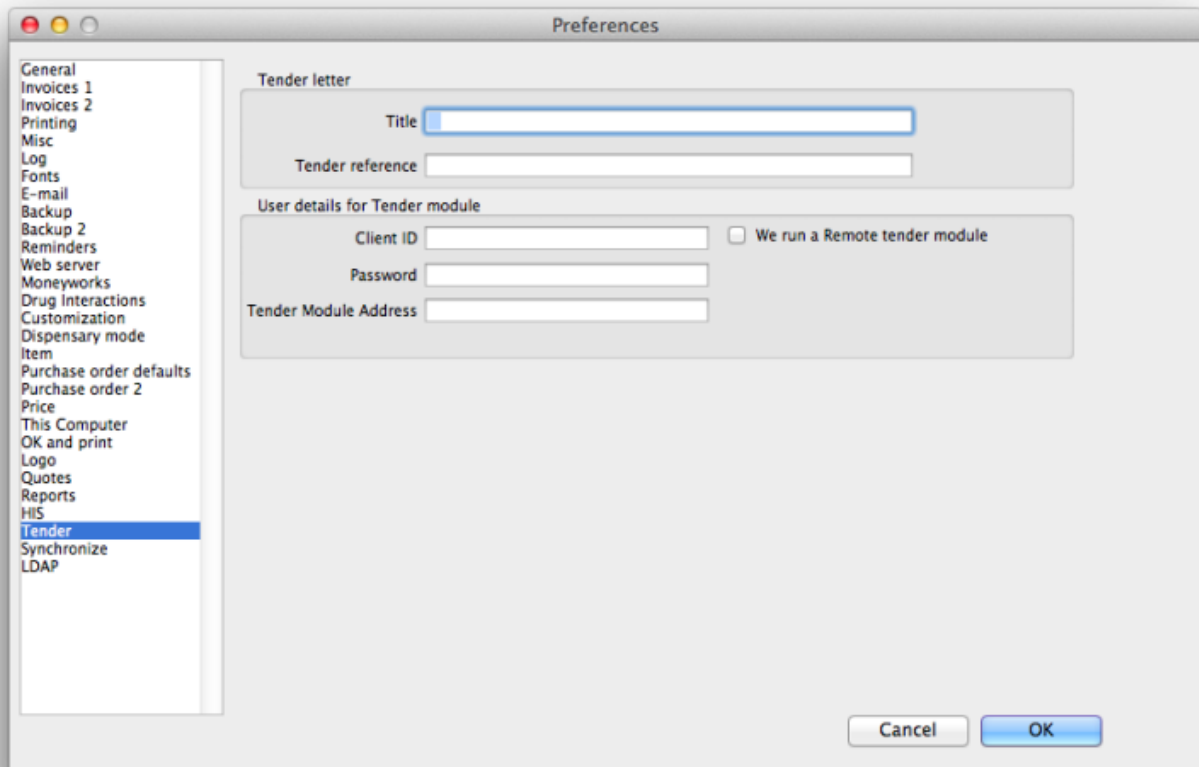 Preferences
General
Invoices 1
Invoices 2
Printing
Misc
Log
Fonts
E-mail
Backup
Backup 2
Reminders
Web server
Moneyworks
Drug Interactions
Customization
Dispensary mode
Item
Purchase order defaults
Purchase order 2
Price
This Computer
OK and print
Logo
Quotes
Reports
HIS
Tender
Synchronize
LDAP
Tender letter
Title
Tender reference
User details for Tender module
Client ID
We run a Remote tender module
Password
Tender Module Address
Cancel
OK